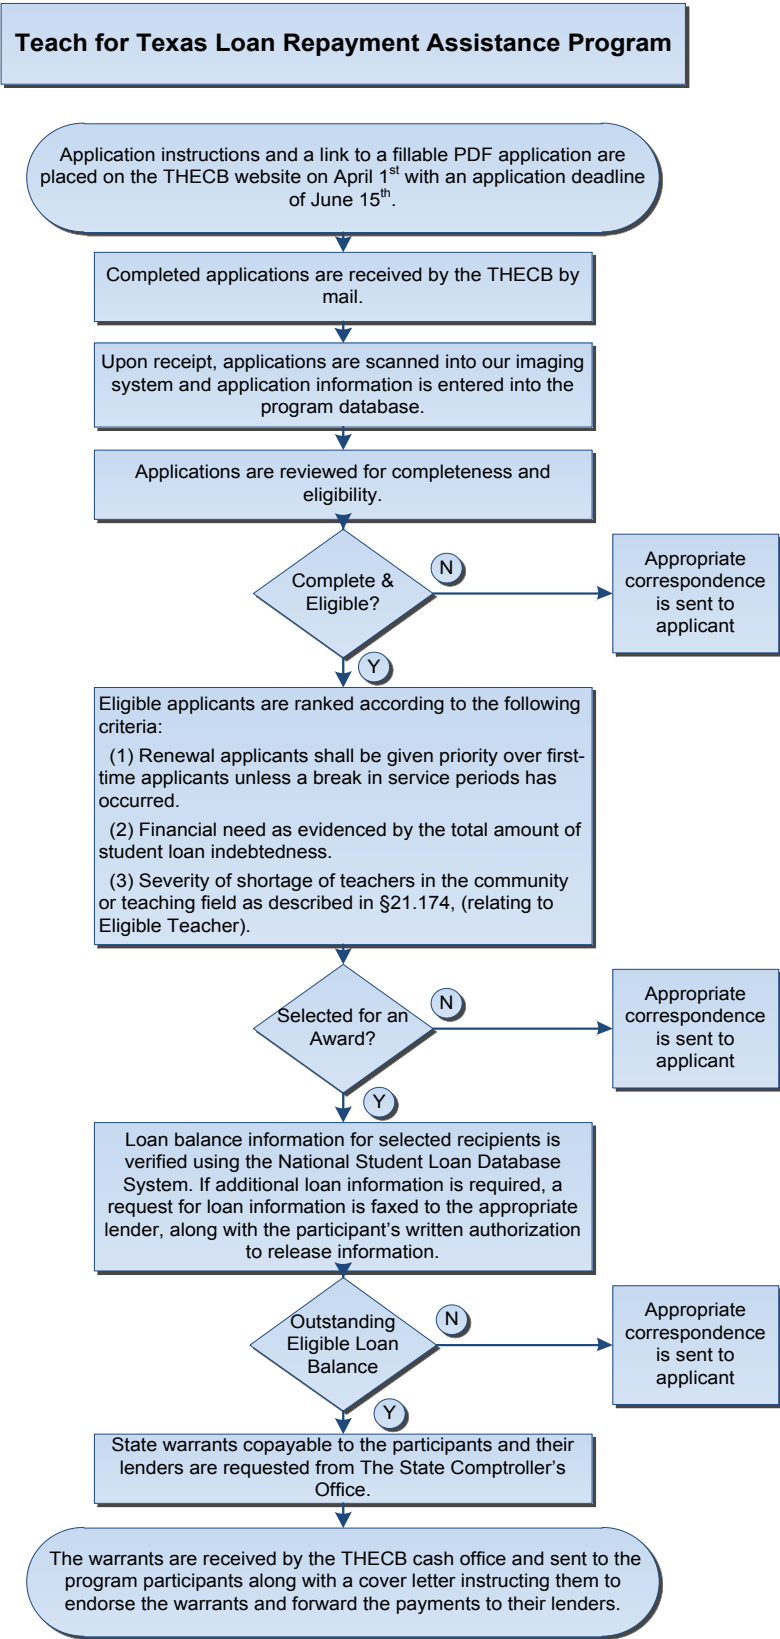 Teach for Texas Loan Repayment Assistance Program
Application instructions and a link to a fillable PDF application are
placed on the THECB website on April 1st with an application deadline
of June 15th.
Completed applications are received by the THECB by
mail.
Upon receipt, applications are scanned into our imaging
system and application information is entered into the
program database.
Applications are reviewed for completeness and
eligibility.
Complete &
Eligible?
N
Appropriate
correspondence
is sent to
applicant
Y
Eligible applicants are ranked according to the following
criteria:
(1) Renewal applicants shall be given priority over first-
time applicants unless a break in service periods has
occurred.
(2) Financial need as evidenced by the total amount of
student loan indebtedness.
(3) Severity of shortage of teachers in the community
or teaching field as described in §21.174, (relating to
Eligible Teacher).
Selected for an
Award?
N
Appropriate
correspondence
is sent to
applicant
Y
Loan balance information for selected recipients is
verified using the National Student Loan Database
System. If additional loan information is required, a
request for loan information is faxed to the appropriate
lender, along with the participant's written authorization
to release information.
Outstanding
Eligible Loan
Balance
N
Appropriate
correspondence
is sent to
applicant
Y
State warrants copayable to the participants and their
lenders are requested from The State Comptroller's
Office.
The warrants are received by the THECB cash office and sent to the
program participants along with a cover letter instructing them to
endorse the warrants and forward the payments to their lenders.